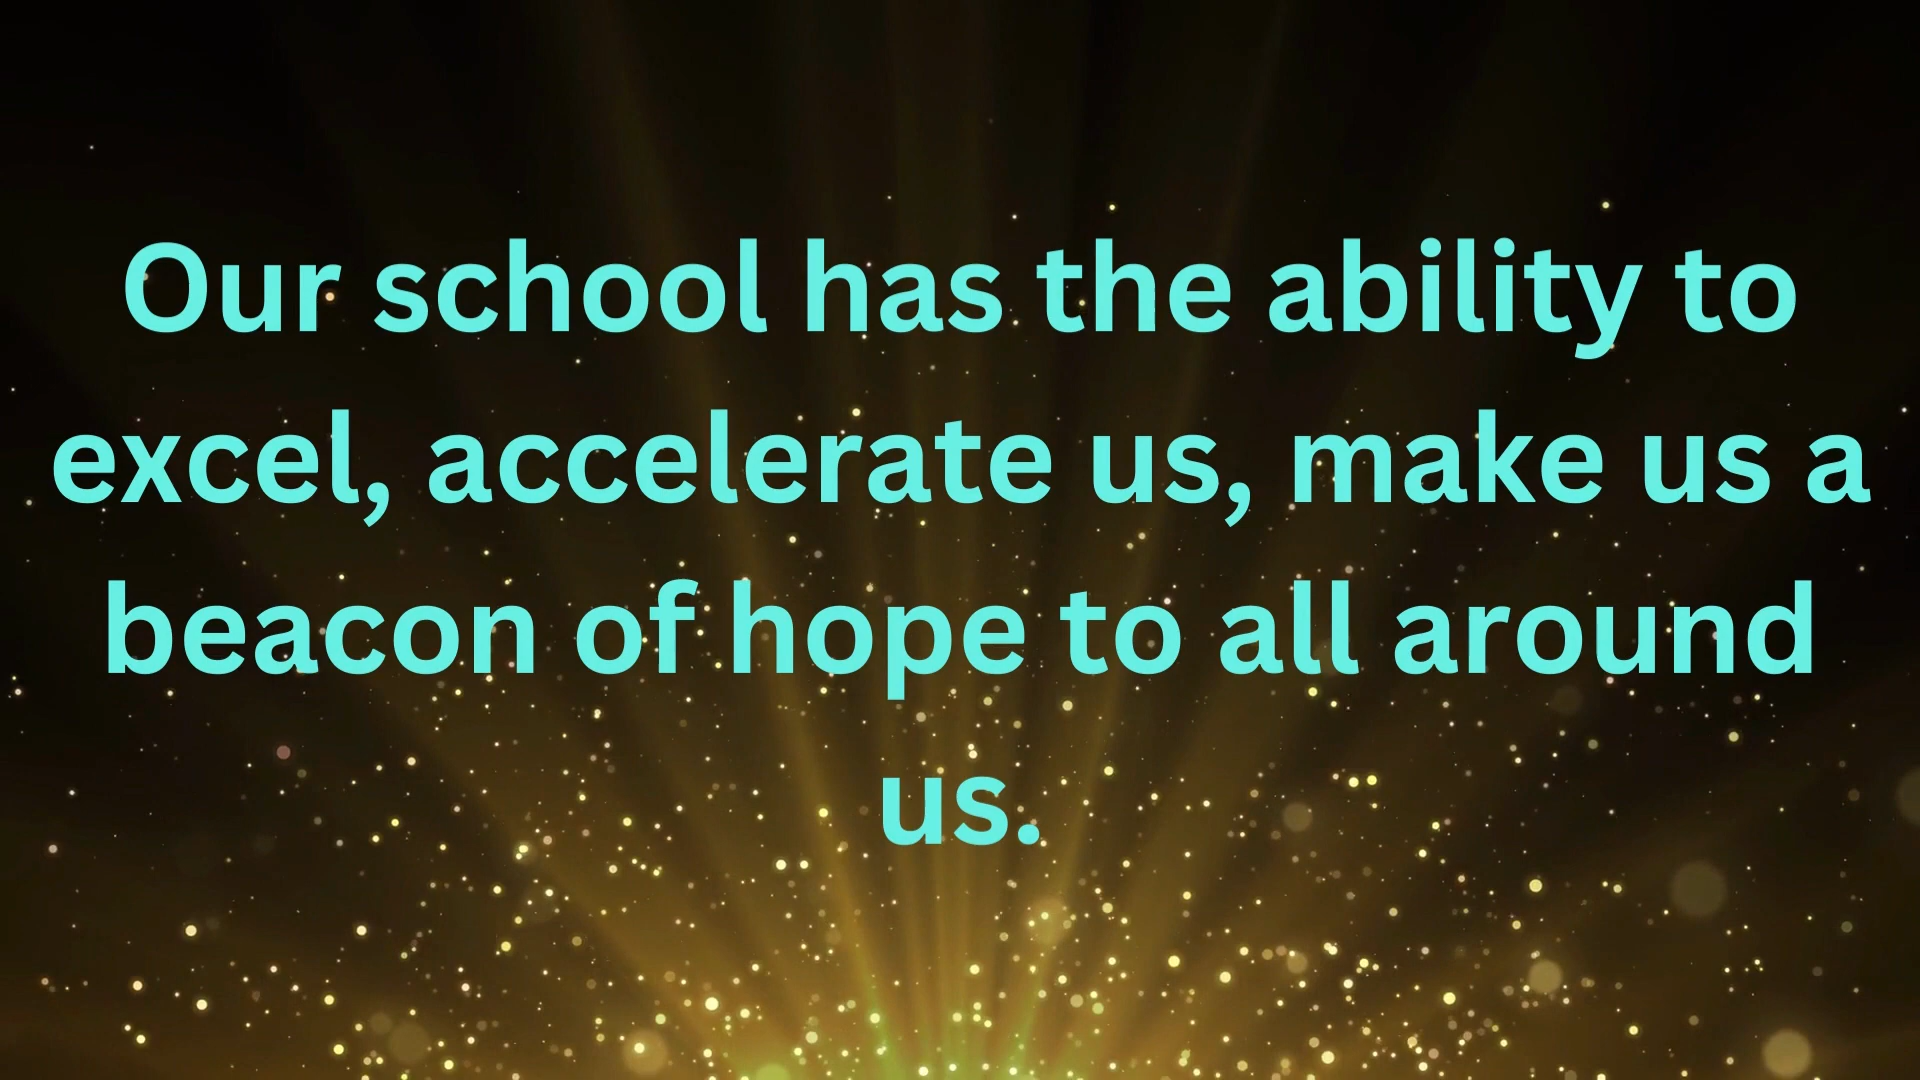 Our school has the ability to
excel, accelerate us, make us a
beacon of hope to all around
us.